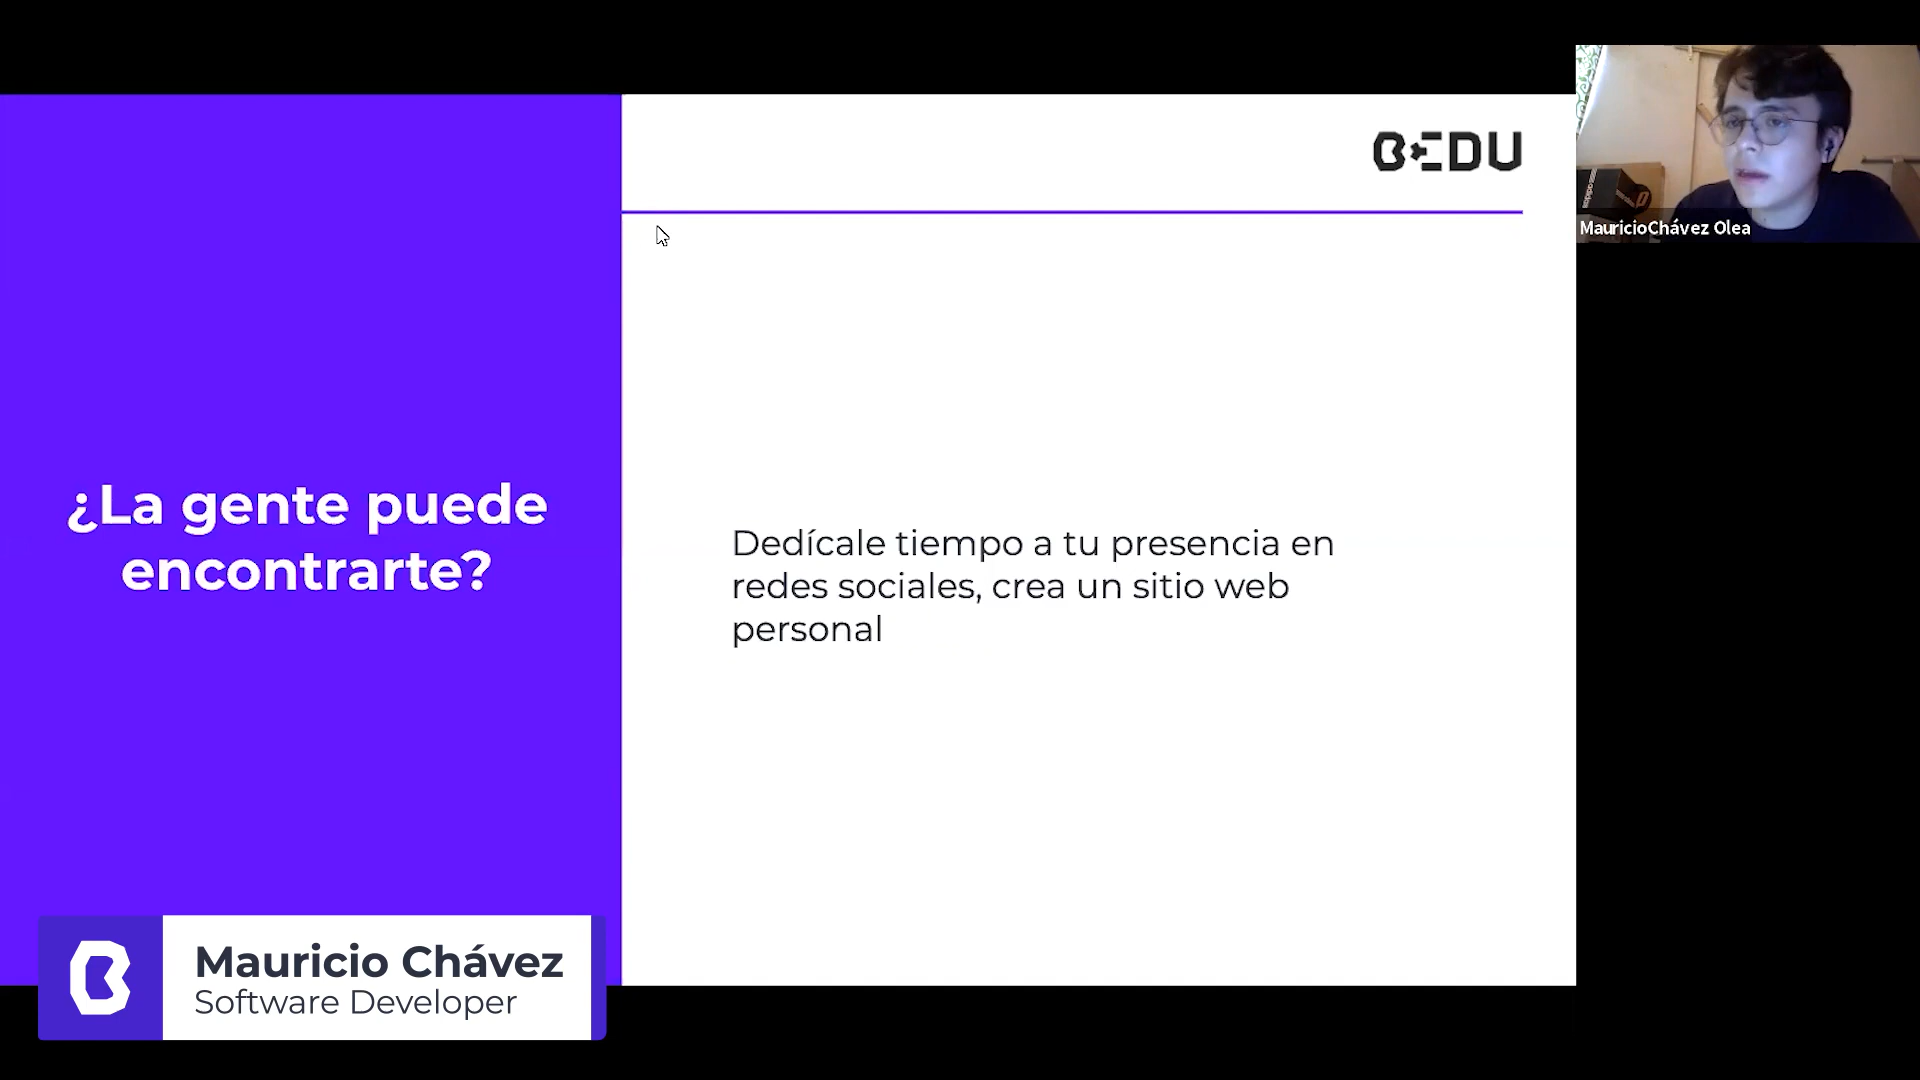 BEDU
¿La gente puede
encontrarte?
Dedícale tiempo a tu presencia en
redes sociales, crea un sitio web
personal
MauricioChávez Olea
adidas
Mauricio Chávez
Software Developer